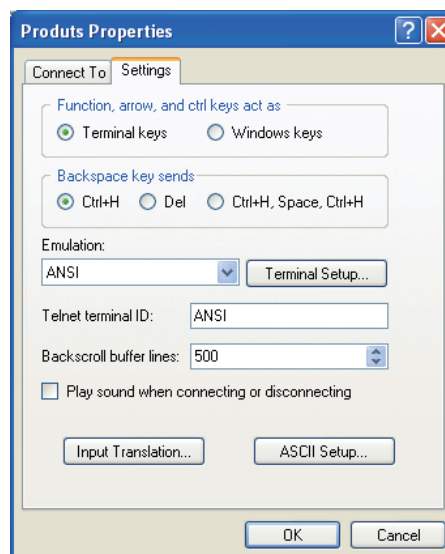 Produts Properties
Connect To Settings
Function, arrow, and ctrl keys act as
Terminal keys Windows keys
Backspace key sends
Ctrl+H Del Ctrl+H, Space, Ctrl+H
Emulation:
ANSI Terminal Setup...
Telnet terminal ID: ANSI
Backscroll buffer lines: 500
Play sound when connecting or disconnecting
Input Translation... ASCII Setup...
OK Cancel